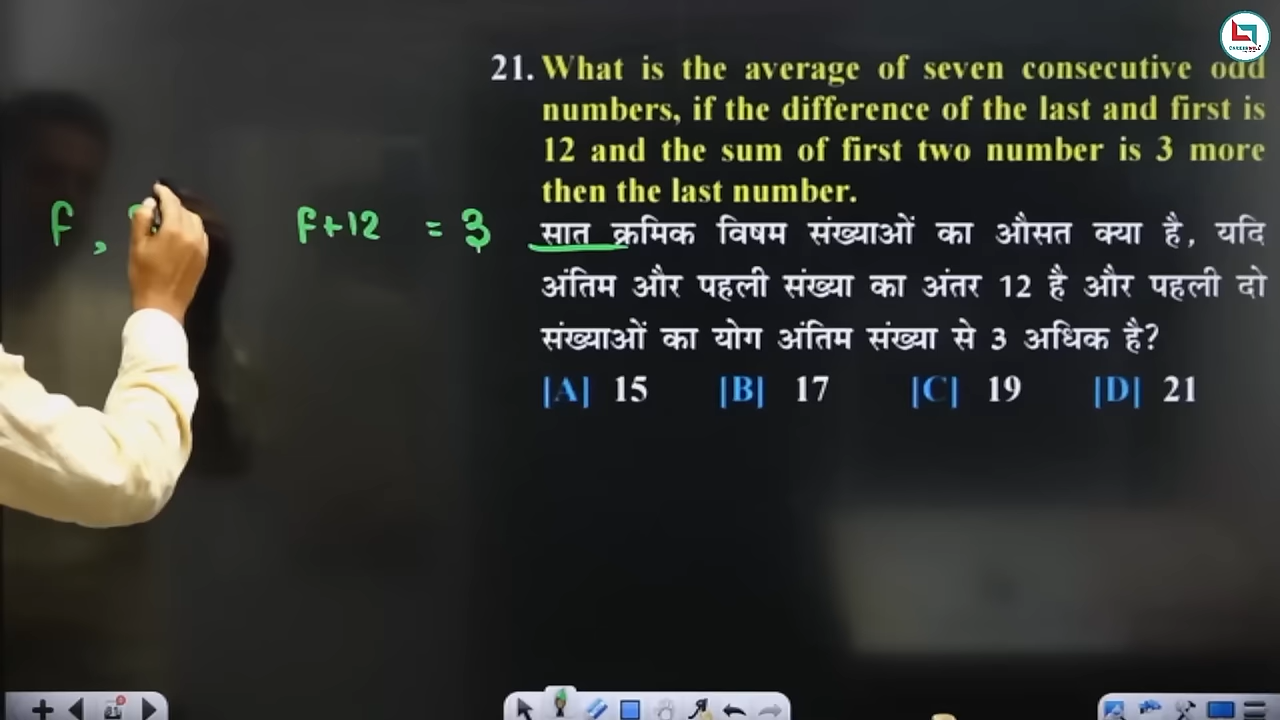 21. What is the average of seven consecutive odd
numbers, if the difference of the last and first is
12 and the sum of first two number is 3 more
then the last number.
सात क्रमिक विषम संख्याओं का औसत क्या है, यदि
अंतिम और पहली संख्या का अंतर 12 है और पहली दो
संख्याओं का योग अंतिम संख्या से 3 अधिक है?
[A] 15 [B] 17 [C] 19 [D] 21
F, F+12 = 3